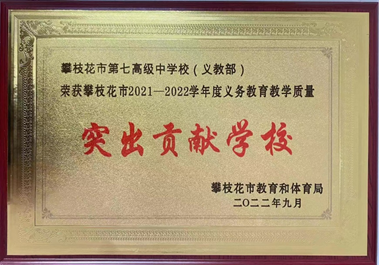 攀枝花市第七高级中学校（义教部）
荣获攀枝花市2021—2022学年度义务教育教学质量
突出贡献学校
攀枝花市教育和体育局
二〇二二年九月